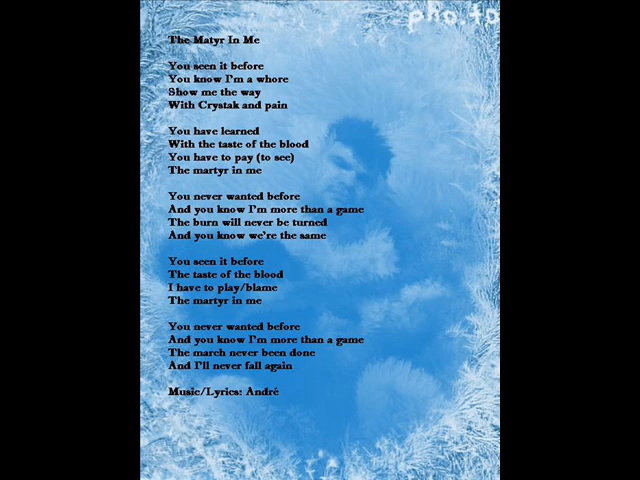 pho.to
The Matyr In Me
You seen it before
You know I'm a whore
Show me the way
With Crystak and pain
You have learned
With the taste of the blood
You have to pay (to see)
The martyr in me
You never wanted before
And you know I'm more than a game
The burn will never be turned
And you know we're the same
You seen it before
The taste of the blood
I have to play/blame
The martyr in me
You never wanted before
And you know I'm more than a game
The march never been done
And I'll never fall again
Music/Lyrics: André